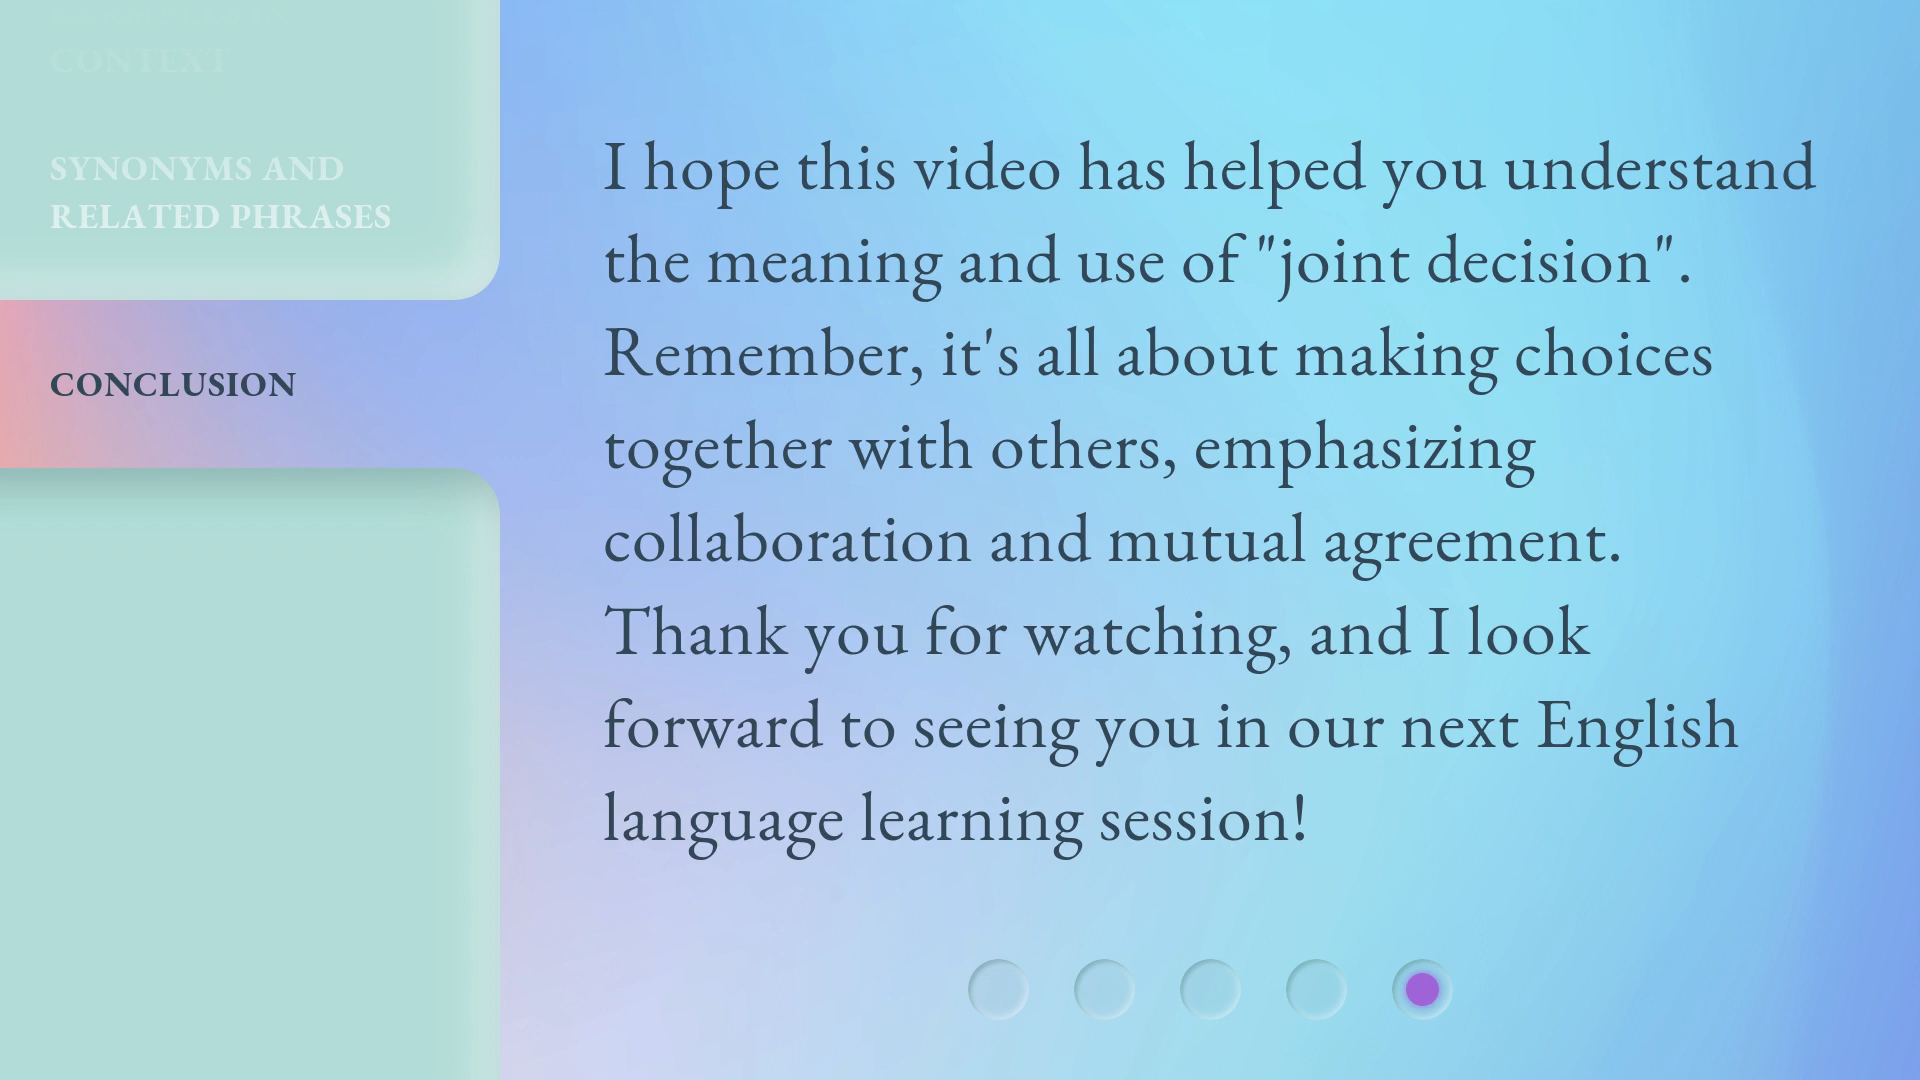 CONTEXT
SYNONYMS AND
RELATED PHRASES
CONCLUSION
I hope this video has helped you understand
the meaning and use of "joint decision".
Remember, it's all about making choices
together with others, emphasizing
collaboration and mutual agreement.
Thank you for watching, and I look
forward to seeing you in our next English
language learning session!